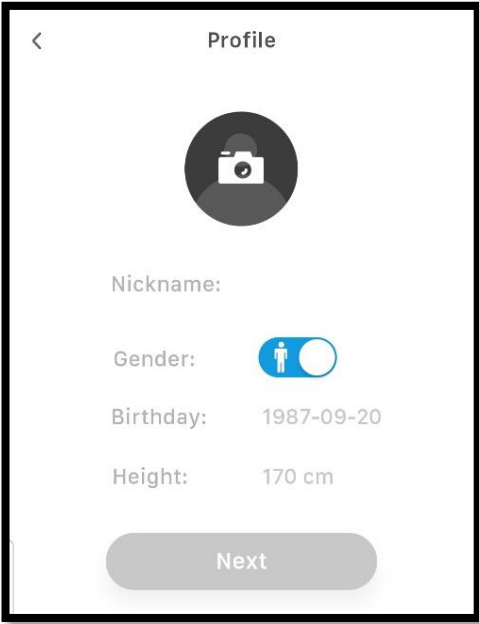 Profile
Nickname:
Gender:
Birthday: 1987-09-20
Height: 170 cm
Next